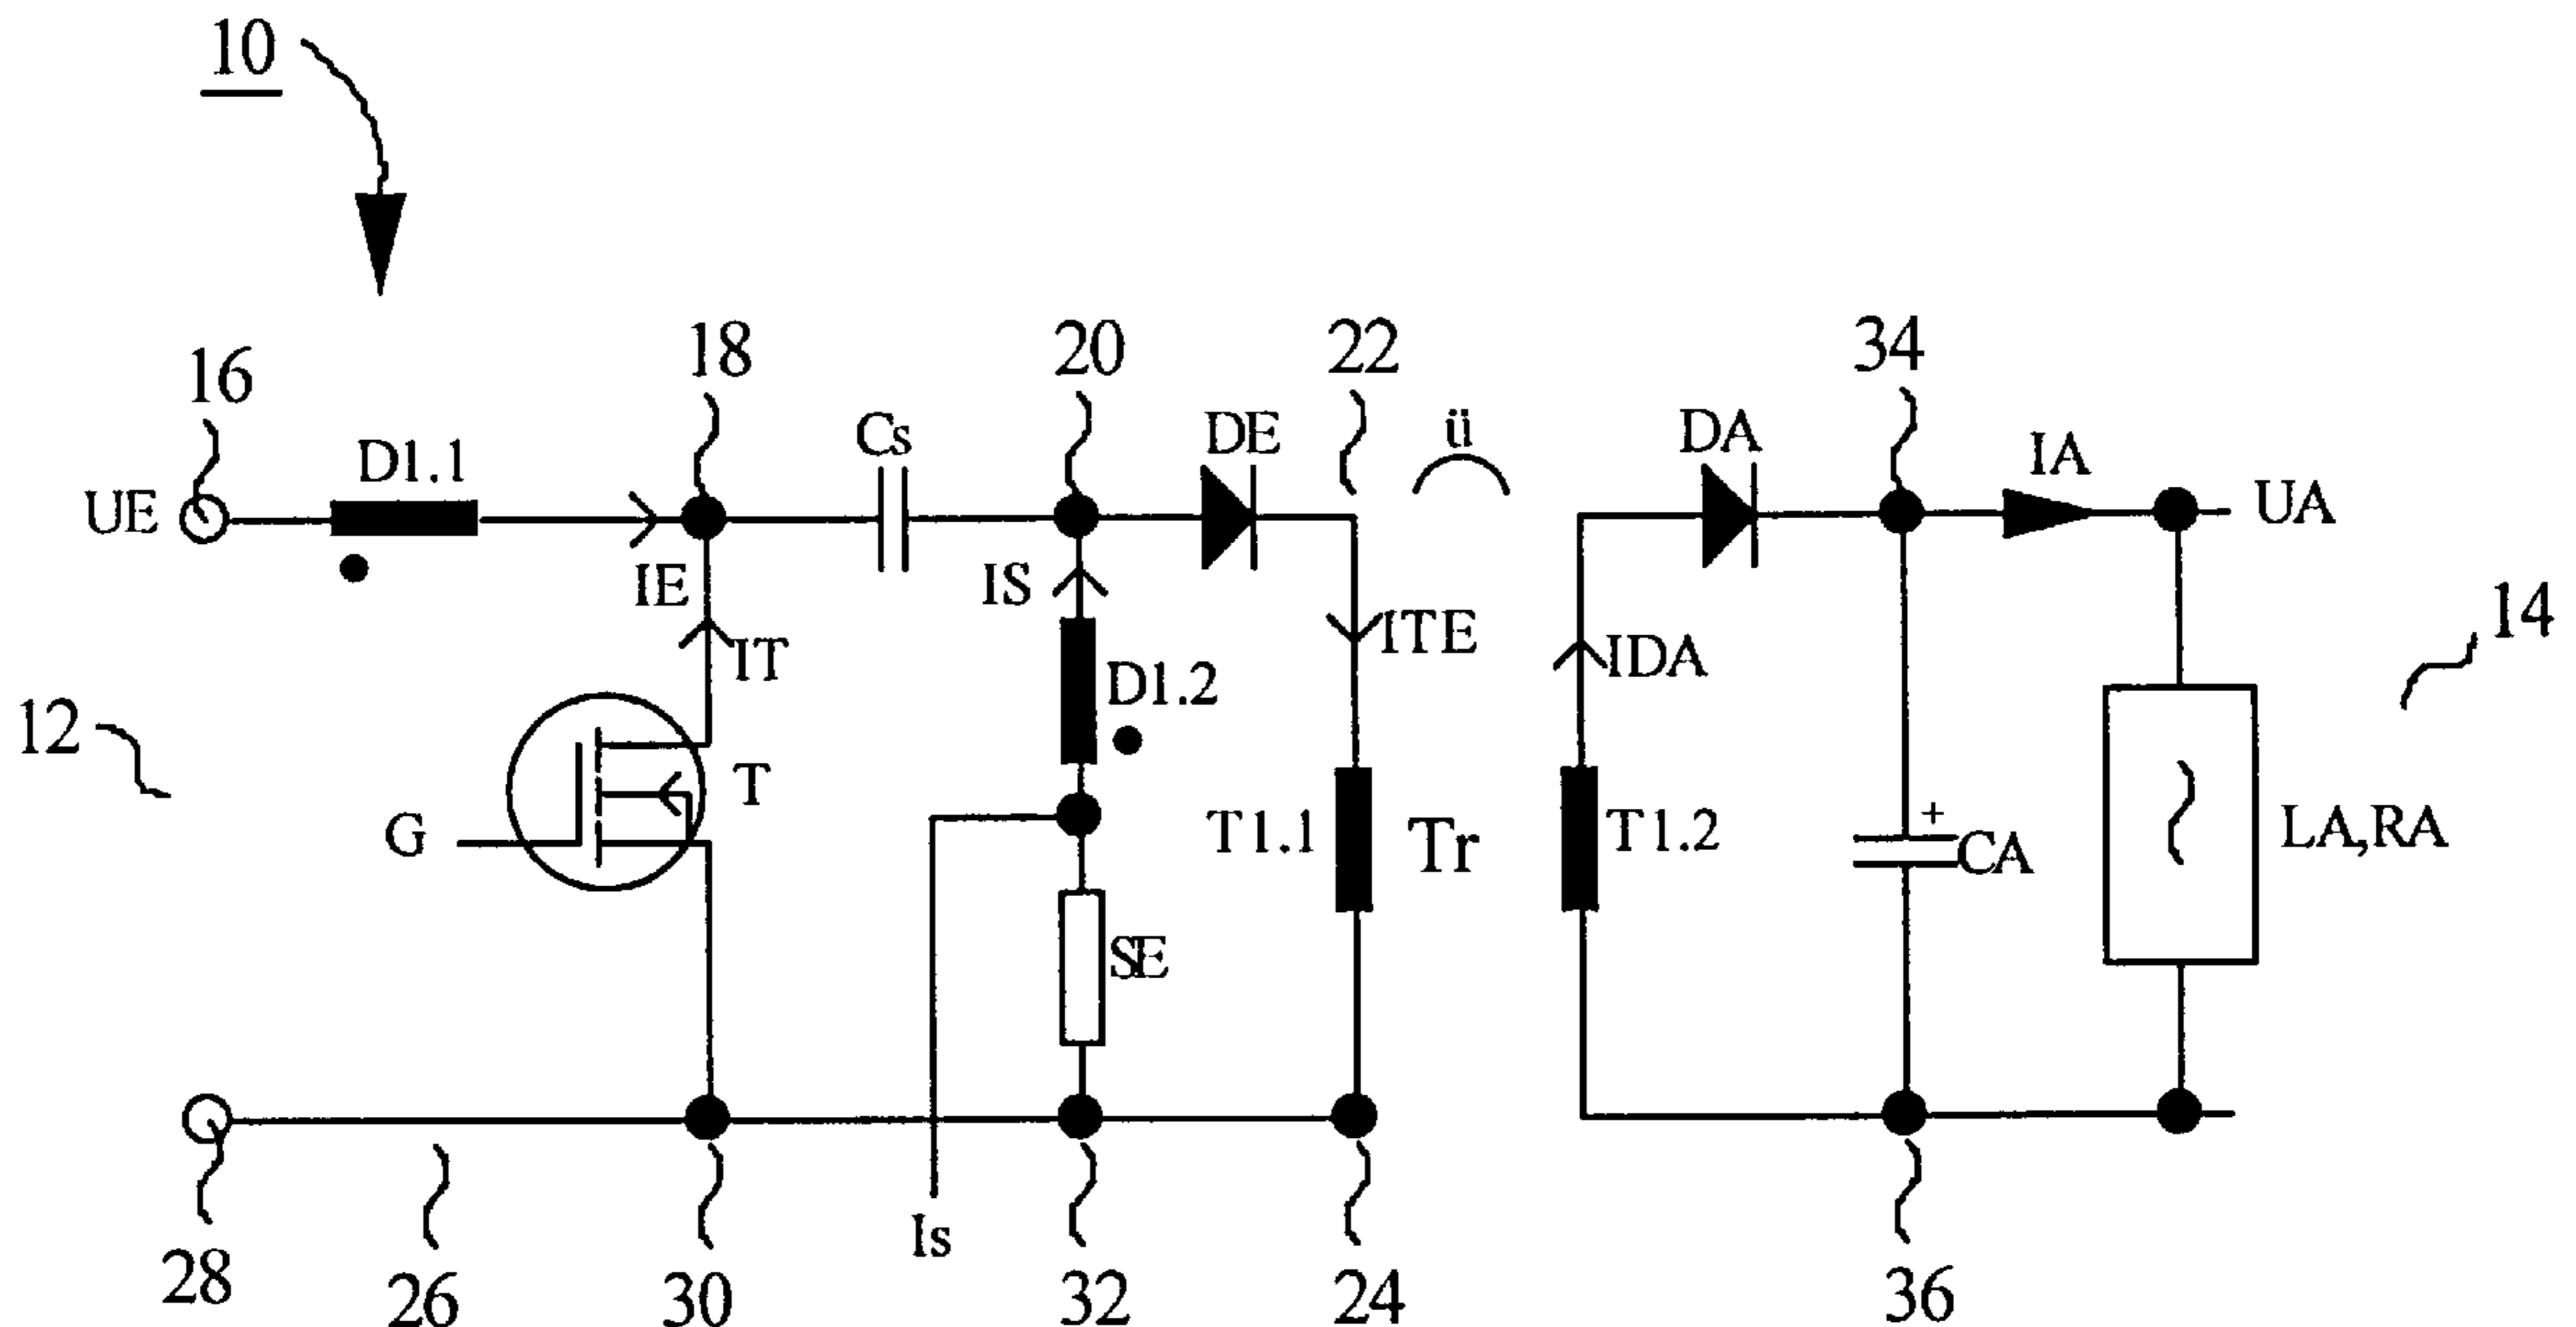 10
16
18
20
22
34
UE
D1.1
Cs
DE
ü
DA
IA
UA
IE
IT
IS
ITE
IDA
14
12
G
T
D1.2
T1.1
Tr
T1.2
+
CA
LA,RA
SE
Is
28
26
30
32
24
36